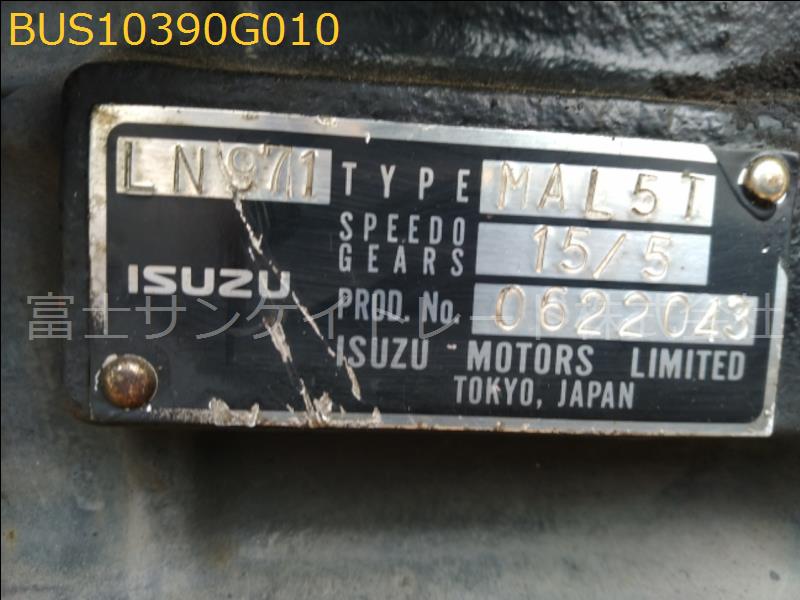 BUS10390G010
LN971 TYPE MAL5T
SPEEDO GEARS 15/5
ISUZU PROD. No. 0622043
富士サンケイトレード株式会社
ISUZU MOTORS LIMITED
TOKYO, JAPAN